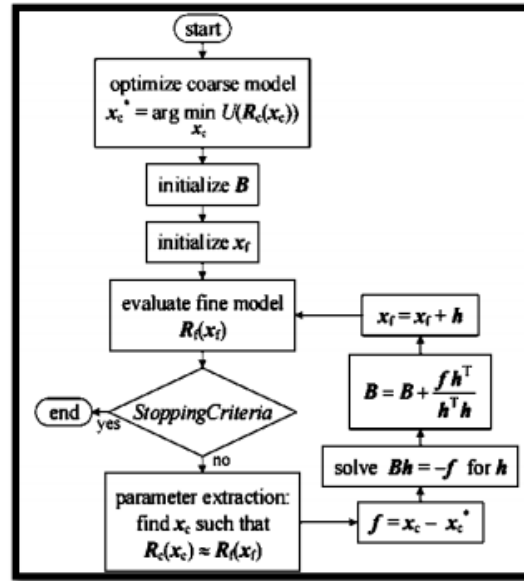 start
optimize coarse model
x_c* = arg min U(R_c(x_c))
x_c
initialize B
initialize x_f
evaluate fine model
R_f(x_f)
StoppingCriteria
yes
end
no
parameter extraction:
find x_c such that
R_c(x_c) ≈ R_f(x_f)
f = x_c − x_c*
solve Bh = −f for h
B = B + f h^T / h^T h
x_f = x_f + h